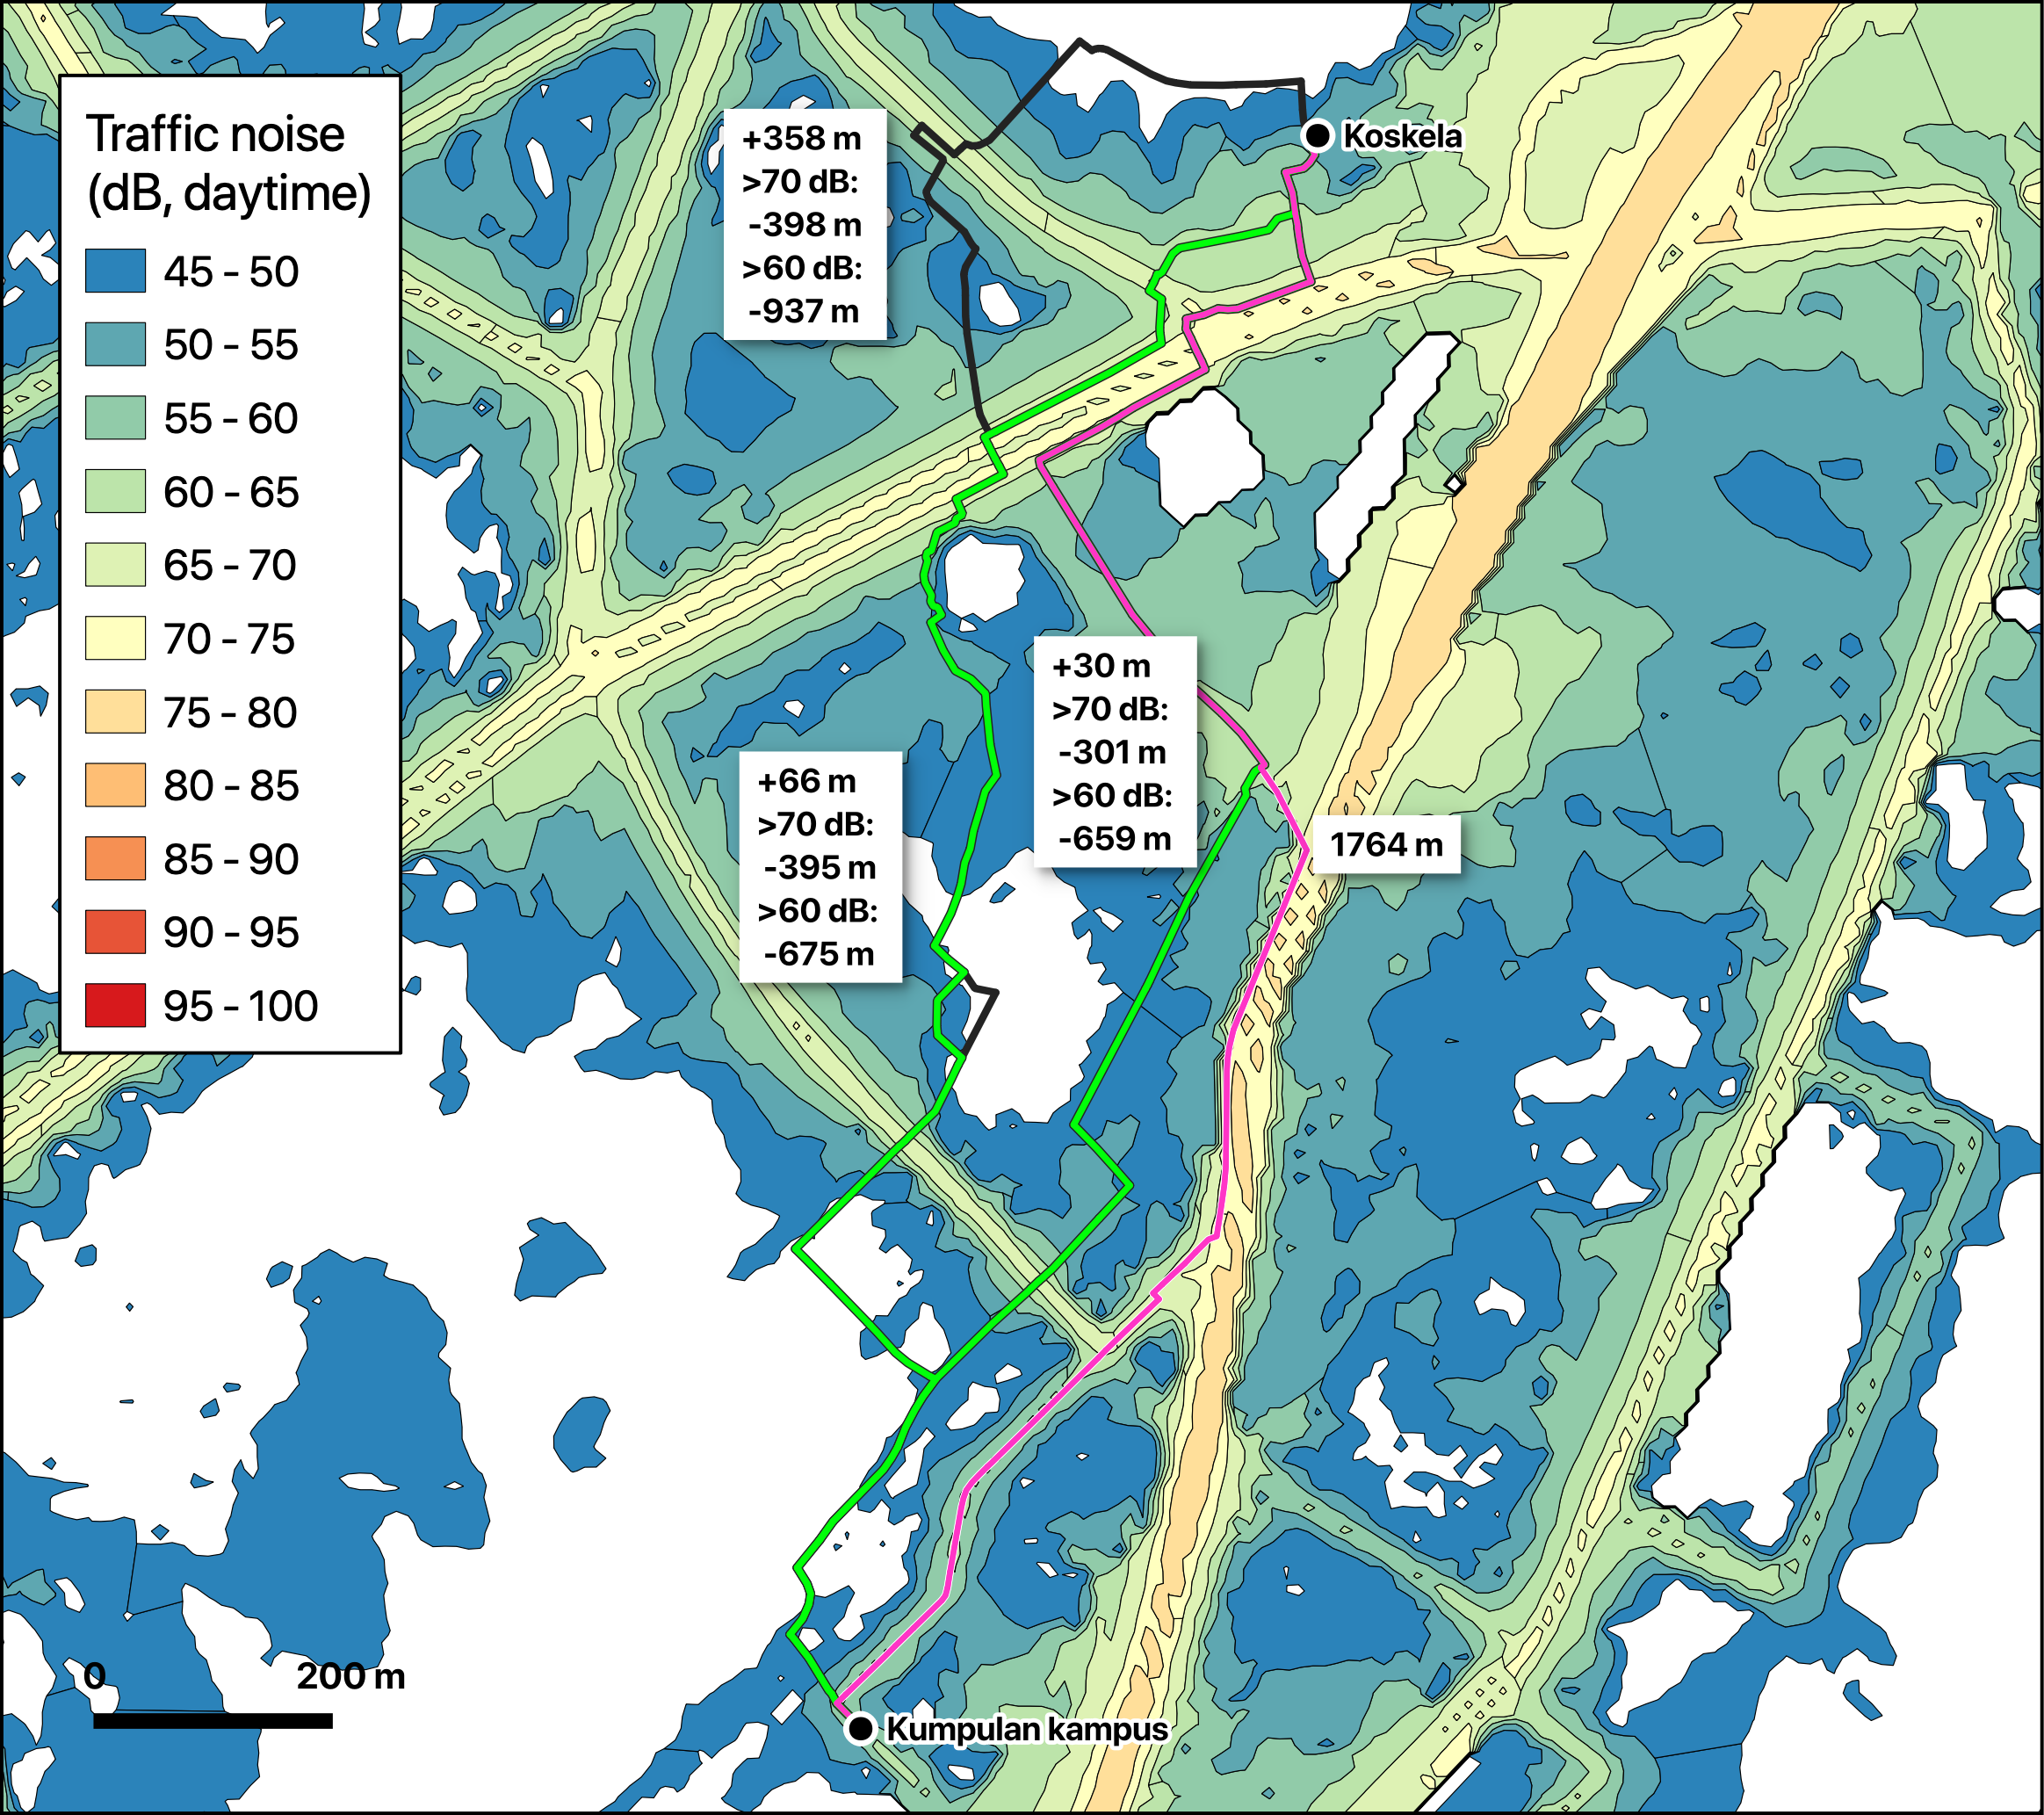 Traffic noise
(dB, daytime)
45 - 50
50 - 55
55 - 60
60 - 65
65 - 70
70 - 75
75 - 80
80 - 85
85 - 90
90 - 95
95 - 100
+358 m
>70 dB:
-398 m
>60 dB:
-937 m
Koskela
+30 m
>70 dB:
-301 m
>60 dB:
-659 m
+66 m
>70 dB:
-395 m
>60 dB:
-675 m
1764 m
0 200 m
Kumpulan kampus